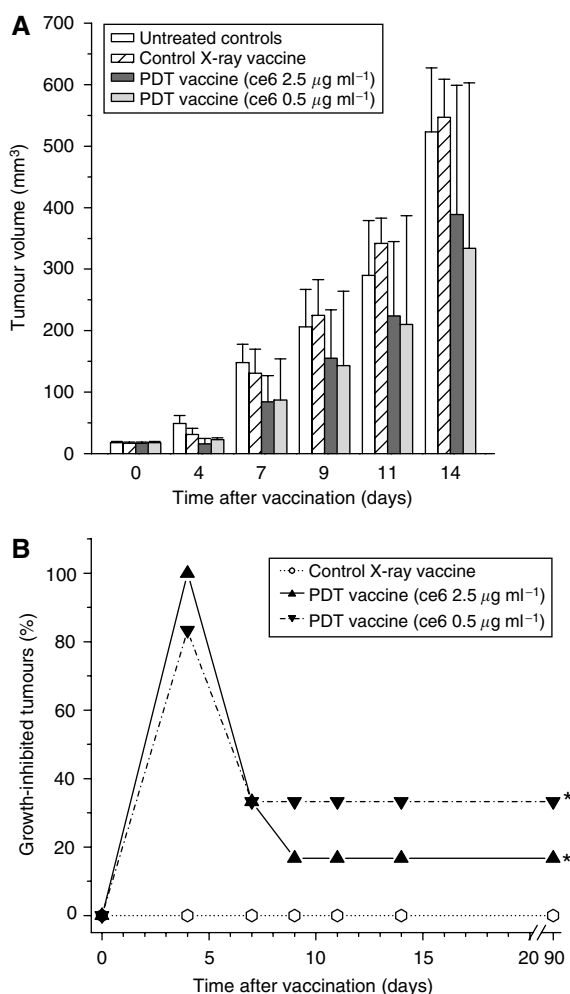 A
700
600
500
400
300
200
100
0
Tumour volume (mm³)
Untreated controls
Control X-ray vaccine
PDT vaccine (ce6 2.5 μg ml⁻¹)
PDT vaccine (ce6 0.5 μg ml⁻¹)
0 4 7 9 11 14
Time after vaccination (days)
B
100
80
60
40
20
0
Growth-inhibited tumours (%)
Control X-ray vaccine
PDT vaccine (ce6 2.5 μg ml⁻¹)
PDT vaccine (ce6 0.5 μg ml⁻¹)
*
*
0 5 10 15 20 90
Time after vaccination (days)